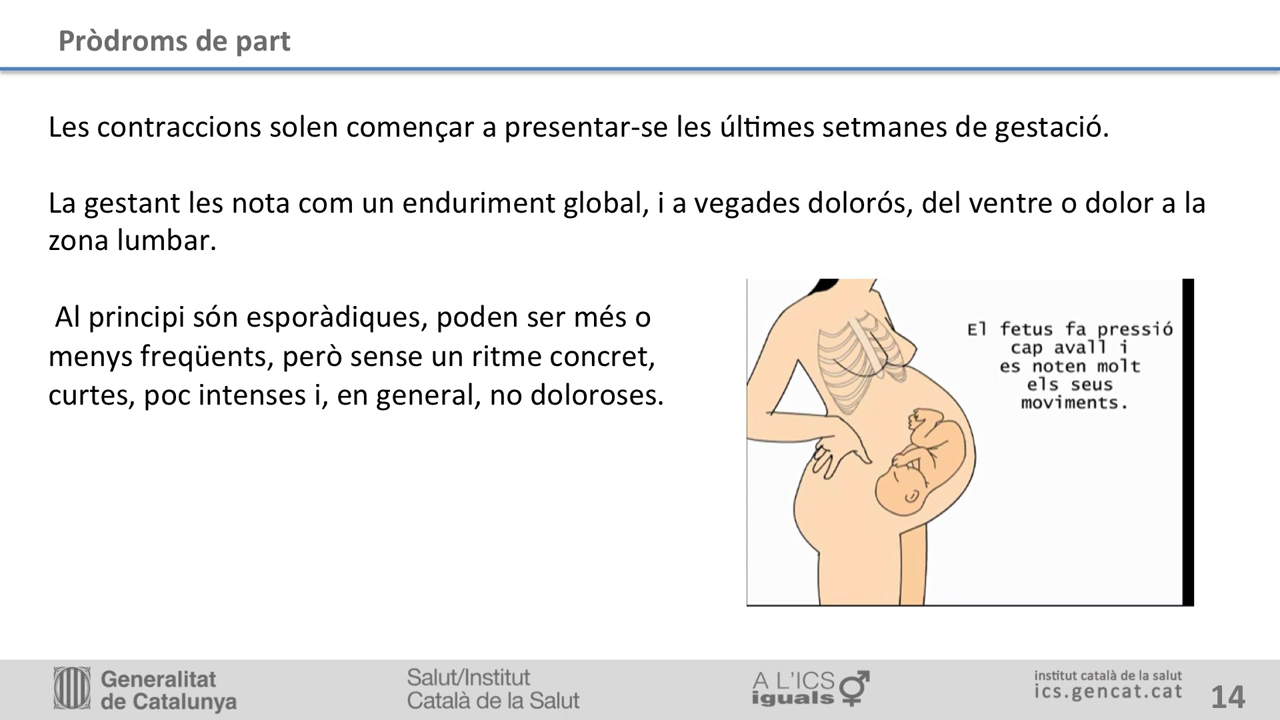 Pròdroms de part
Les contraccions solen començar a presentar-se les últimes setmanes de gestació.
La gestant les nota com un enduriment global, i a vegades dolorós, del ventre o dolor a la
zona lumbar.
Al principi són esporàdiques, poden ser més o
menys freqüents, però sense un ritme concret,
curtes, poc intenses i, en general, no doloroses.
El fetus fa pressió
cap avall i
es noten molt
els seus
moviments.
Generalitat
de Catalunya
Salut/Institut
Català de la Salut
A L'ICS
iguals
institut català de la salut
ics.gencat.cat
14